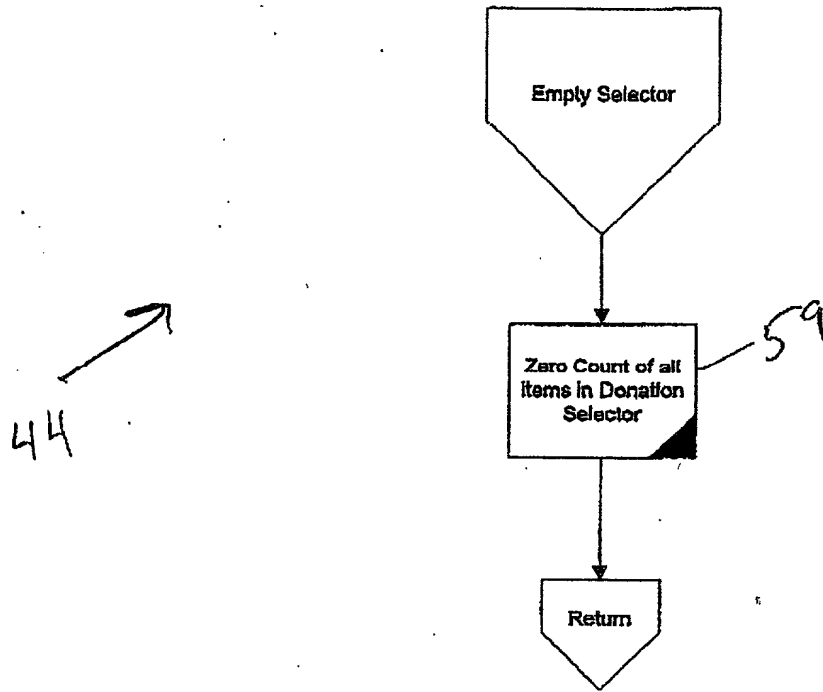 Empty Selector
Zero Count of all
Items in Donation
Selector
59
44
Return